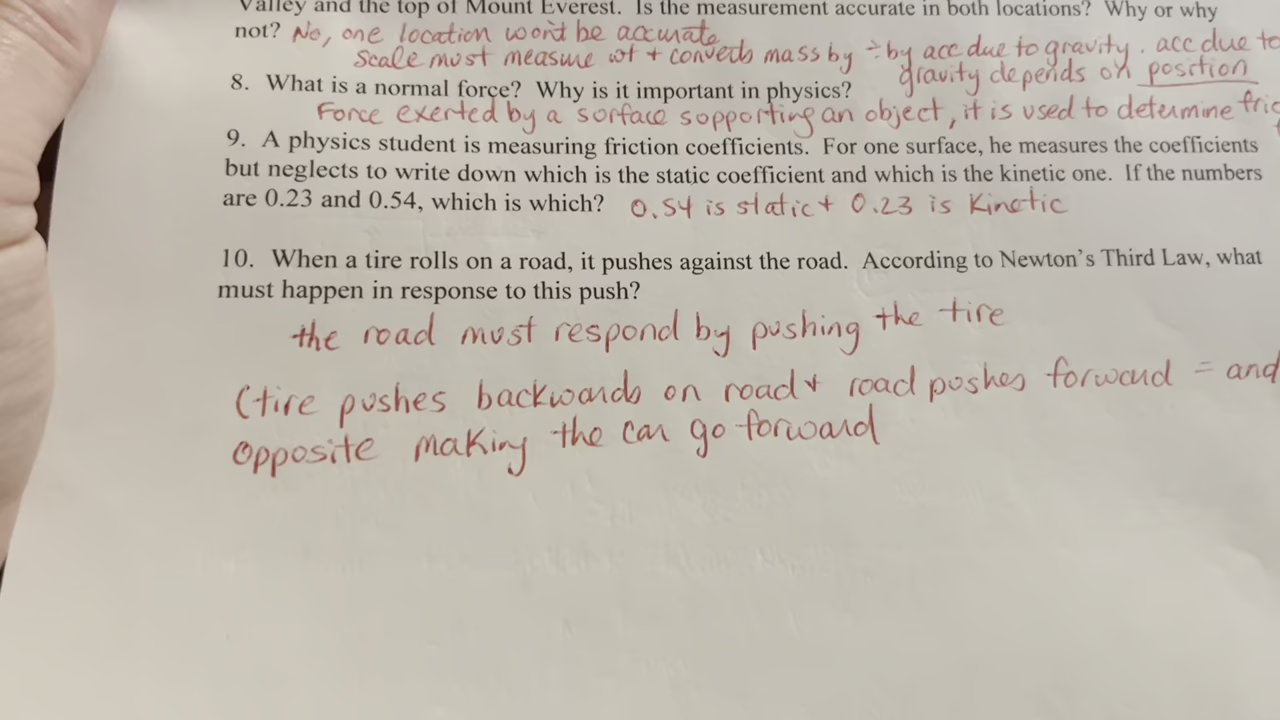 Valley and the top of Mount Everest. Is the measurement accurate in both locations? Why or why
not? No, one location won't be accurate
Scale must measure wt + converts mass by ÷ by acc due to gravity. acc due to
gravity depends on position
8. What is a normal force? Why is it important in physics?
Force exerted by a surface supporting an object, it is used to determine fric
9. A physics student is measuring friction coefficients. For one surface, he measures the coefficients
but neglects to write down which is the static coefficient and which is the kinetic one. If the numbers
are 0.23 and 0.54, which is which? 0.54 is static + 0.23 is Kinetic
10. When a tire rolls on a road, it pushes against the road. According to Newton's Third Law, what
must happen in response to this push?
the road must respond by pushing the tire
(tire pushes backwards on road + road pushes forward = and
opposite making the car go forward